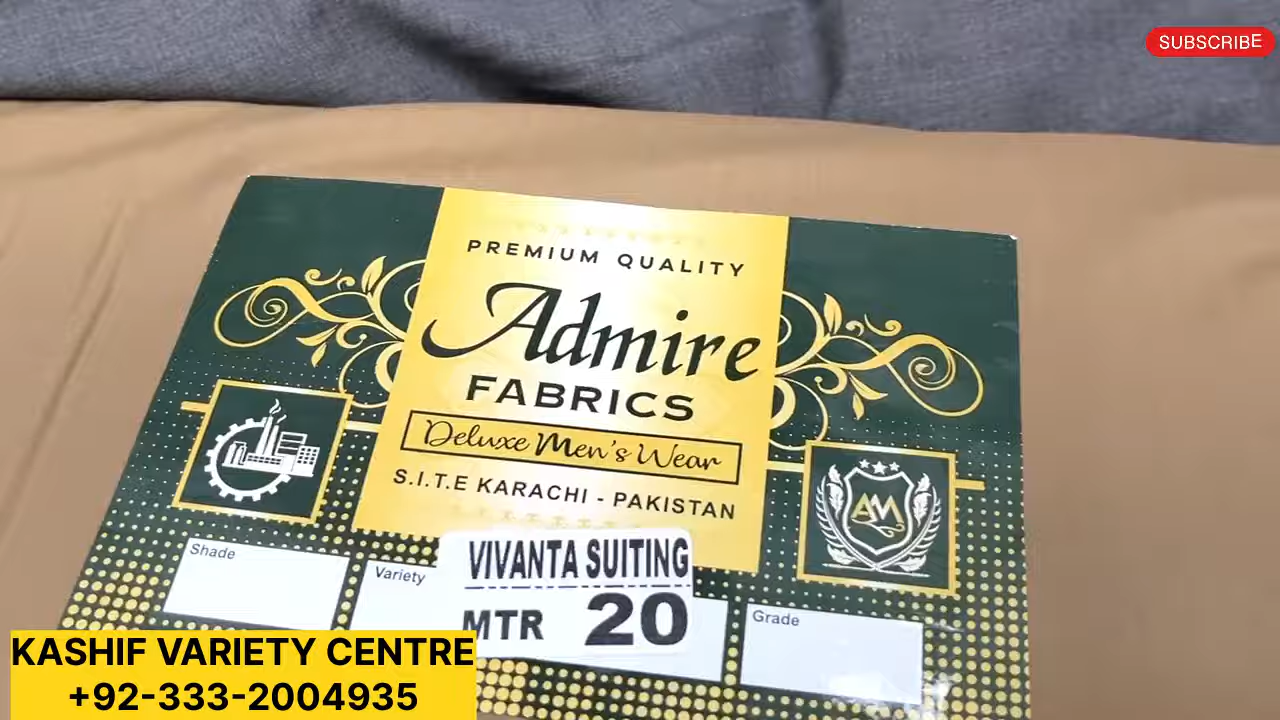 SUBSCRIBE
PREMIUM QUALITY
Admire
FABRICS
Deluxe Men's Wear
S.I.T.E KARACHI - PAKISTAN
AM
Shade
Variety
VIVANTA SUITING
MTR 20
Grade
KASHIF VARIETY CENTRE
+92-333-2004935